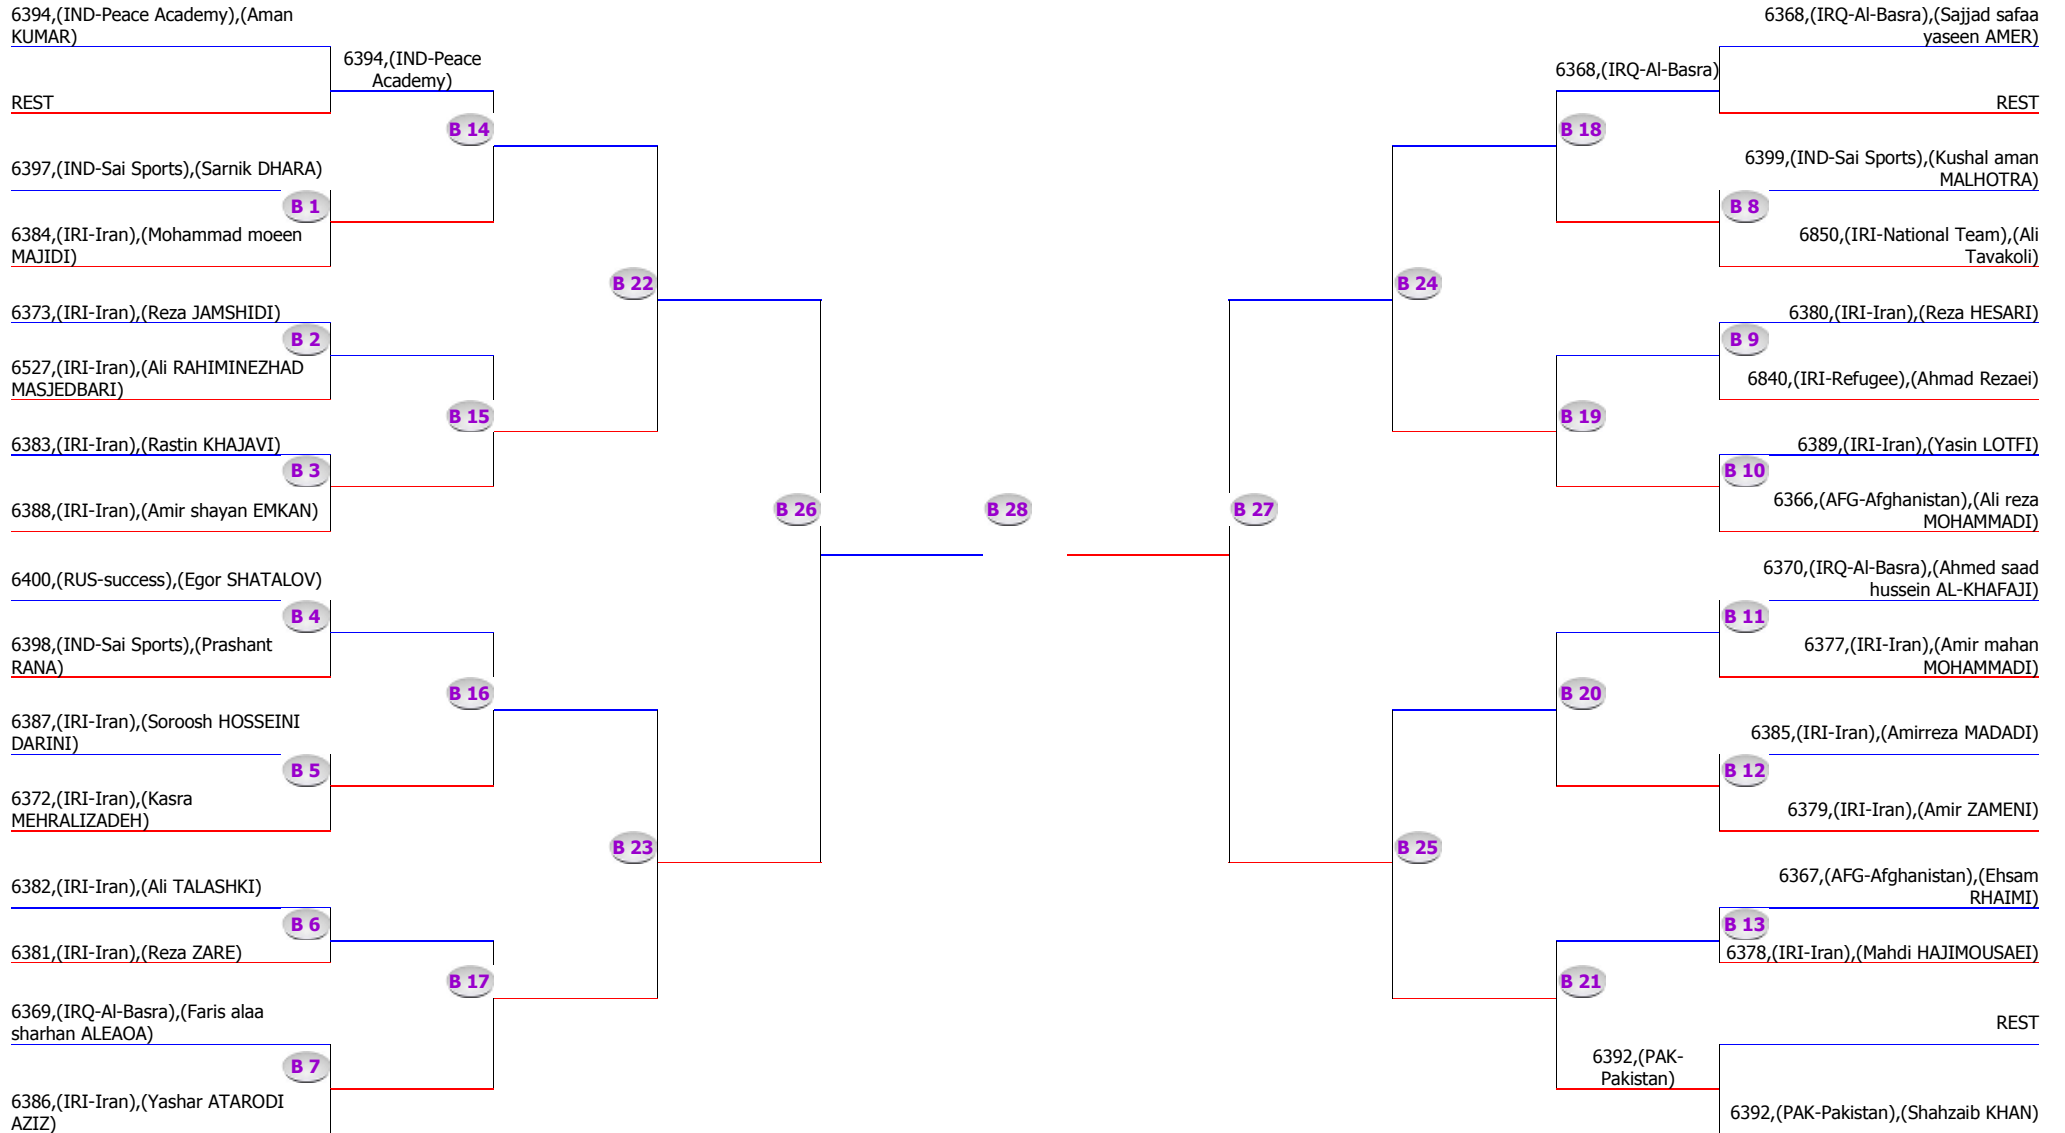 6394,(IND-Peace Academy),(Aman
KUMAR)
6394,(IND-Peace
Academy)
REST
B 14
6397,(IND-Sai Sports),(Sarnik DHARA)
B 1
6384,(IRI-Iran),(Mohammad moeen
MAJIDI)
B 22
6373,(IRI-Iran),(Reza JAMSHIDI)
B 2
6527,(IRI-Iran),(Ali RAHIMINEZHAD
MASJEDBARI)
B 15
6383,(IRI-Iran),(Rastin KHAJAVI)
B 3
6388,(IRI-Iran),(Amir shayan EMKAN)
B 26
6400,(RUS-success),(Egor SHATALOV)
B 4
6398,(IND-Sai Sports),(Prashant
RANA)
B 16
6387,(IRI-Iran),(Soroosh HOSSEINI
DARINI)
B 5
6372,(IRI-Iran),(Kasra
MEHRALIZADEH)
B 23
6382,(IRI-Iran),(Ali TALASHKI)
B 6
6381,(IRI-Iran),(Reza ZARE)
B 17
6369,(IRQ-Al-Basra),(Faris alaa
sharhan ALEAOA)
B 7
6386,(IRI-Iran),(Yashar ATARODI
AZIZ)
B 28
6368,(IRQ-Al-Basra),(Sajjad safaa
yaseen AMER)
6368,(IRQ-Al-Basra)
REST
B 18
6399,(IND-Sai Sports),(Kushal aman
MALHOTRA)
B 8
6850,(IRI-National Team),(Ali
Tavakoli)
B 24
6380,(IRI-Iran),(Reza HESARI)
B 9
6840,(IRI-Refugee),(Ahmad Rezaei)
B 19
6389,(IRI-Iran),(Yasin LOTFI)
B 10
6366,(AFG-Afghanistan),(Ali reza
MOHAMMADI)
B 27
6370,(IRQ-Al-Basra),(Ahmed saad
hussein AL-KHAFAJI)
B 11
6377,(IRI-Iran),(Amir mahan
MOHAMMADI)
B 20
6385,(IRI-Iran),(Amirreza MADADI)
B 12
6379,(IRI-Iran),(Amir ZAMENI)
B 25
6367,(AFG-Afghanistan),(Ehsam
RHAIMI)
B 13
6378,(IRI-Iran),(Mahdi HAJIMOUSAEI)
B 21
REST
6392,(PAK-
Pakistan)
6392,(PAK-Pakistan),(Shahzaib KHAN)